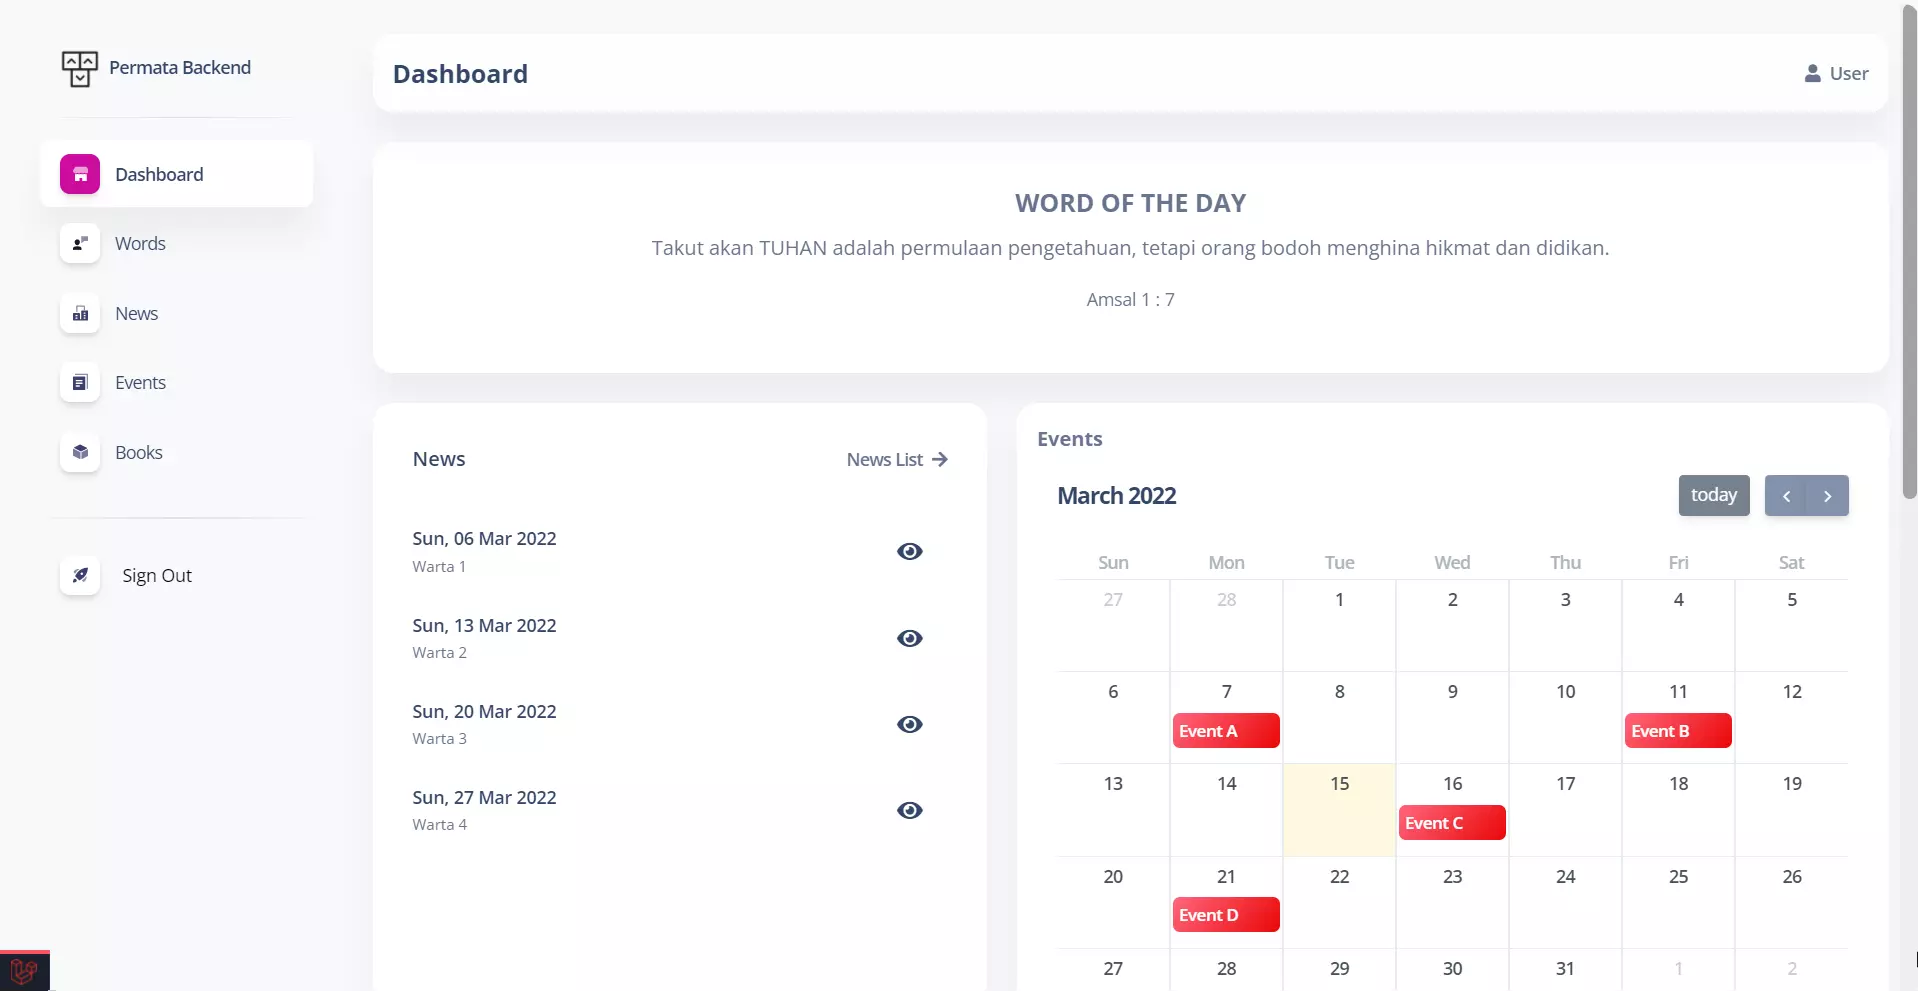 Permata Backend
Dashboard
Words
News
Events
Books
Sign Out
Dashboard
User
WORD OF THE DAY
Takut akan TUHAN adalah permulaan pengetahuan, tetapi orang bodoh menghina hikmat dan didikan.
Amsal 1 : 7
News
News List
Sun, 06 Mar 2022
Warta 1
Sun, 13 Mar 2022
Warta 2
Sun, 20 Mar 2022
Warta 3
Sun, 27 Mar 2022
Warta 4
Events
March 2022
today
Sun Mon Tue Wed Thu Fri Sat
27 28 1 2 3 4 5
6 7 8 9 10 11 12
Event A Event B
13 14 15 16 17 18 19
Event C
20 21 22 23 24 25 26
Event D
27 28 29 30 31 1 2